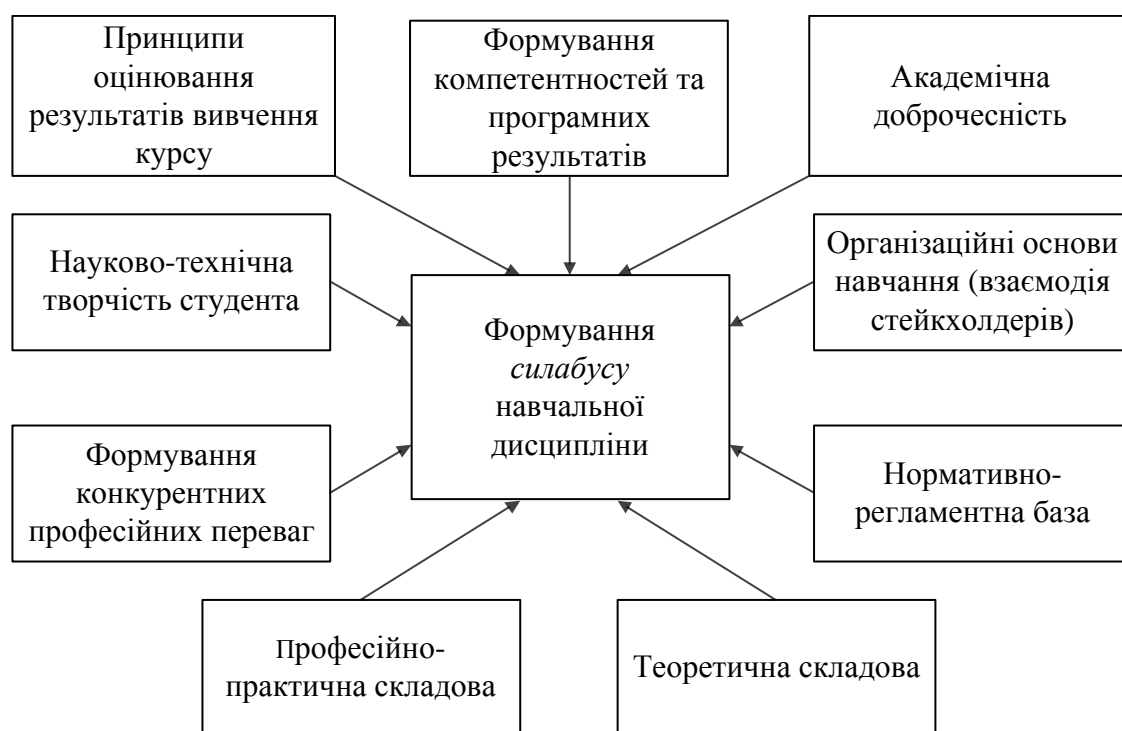 Принципи
оцінювання
результатів вивчення
курсу
Формування
компетентностей та
програмних
результатів
Академічна
доброчесність
Науково-технічна
творчість студента
Формування
силабусу
навчальної
дисципліни
Організаційні основи
навчання (взаємодія
стейкхолдерів)
Формування
конкурентних
професійних переваг
Нормативно-
регламентна база
Професійно-
практична складова
Теоретична складова